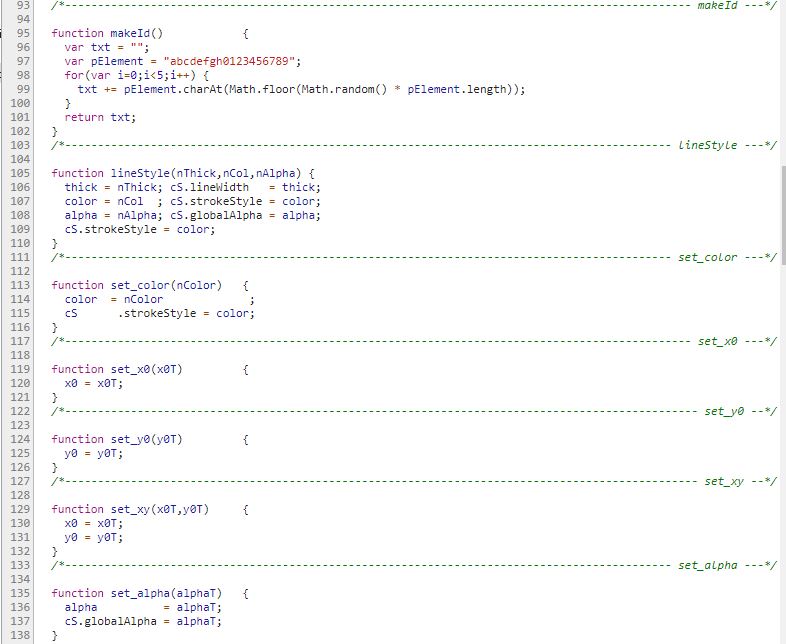 93 /*----------------------------------------------------------------------------------------------- makeId ---*/
94
95 function makeId()            {
96   var txt = "";
97   var pElement = "abcdefgh0123456789";
98   for(var i=0;i<5;i++) {
99     txt += pElement.charAt(Math.floor(Math.random() * pElement.length));
100   }
101   return txt;
102 }
103 /*-------------------------------------------------------------------------------------------- lineStyle ---*/
104
105 function lineStyle(nThick,nCol,nAlpha) {
106   thick = nThick; cS.lineWidth   = thick;
107   color = nCol  ; cS.strokeStyle = color;
108   alpha = nAlpha; cS.globalAlpha = alpha;
109   cS.strokeStyle = color;
110 }
111 /*-------------------------------------------------------------------------------------------- set_color ---*/
112
113 function set_color(nColor)   {
114   color  = nColor             ;
115   cS      .strokeStyle = color;
116 }
117 /*----------------------------------------------------------------------------------------------- set_x0 ---*/
118
119 function set_x0(x0T)         {
120   x0 = x0T;
121 }
122 /*------------------------------------------------------------------------------------------------ set_y0 --*/
123
124 function set_y0(y0T)         {
125   y0 = y0T;
126 }
127 /*------------------------------------------------------------------------------------------------ set_xy --*/
128
129 function set_xy(x0T,y0T)     {
130   x0 = x0T;
131   y0 = y0T;
132 }
133 /*-------------------------------------------------------------------------------------------- set_alpha ---*/
134
135 function set_alpha(alphaT)   {
136   alpha          = alphaT;
137   cS.globalAlpha = alphaT;
138 }